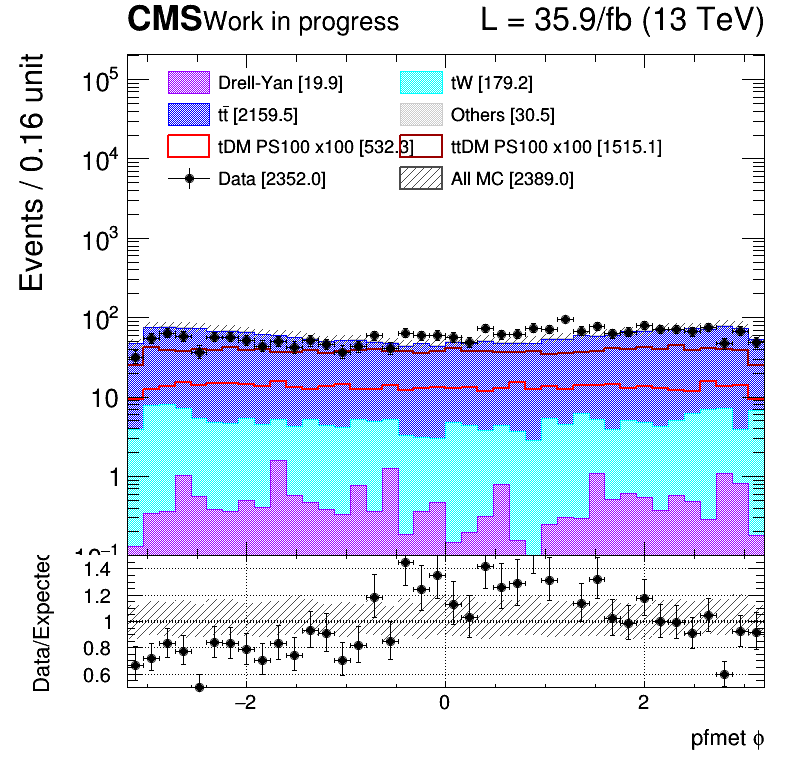 CMS Work in progress L = 35.9/fb (13 TeV)
Events / 0.16 unit
10⁵
10⁴
10³
10²
10
1
10⁻¹
Drell-Yan [19.9] tW [179.2]
tt̄ [2159.5] Others [30.5]
tDM PS100 x100 [532.3] ttDM PS100 x100 [1515.1]
Data [2352.0] All MC [2389.0]
Data/Expected
1.4
1.2
1
0.8
0.6
−2 0 2
pfmet ϕ